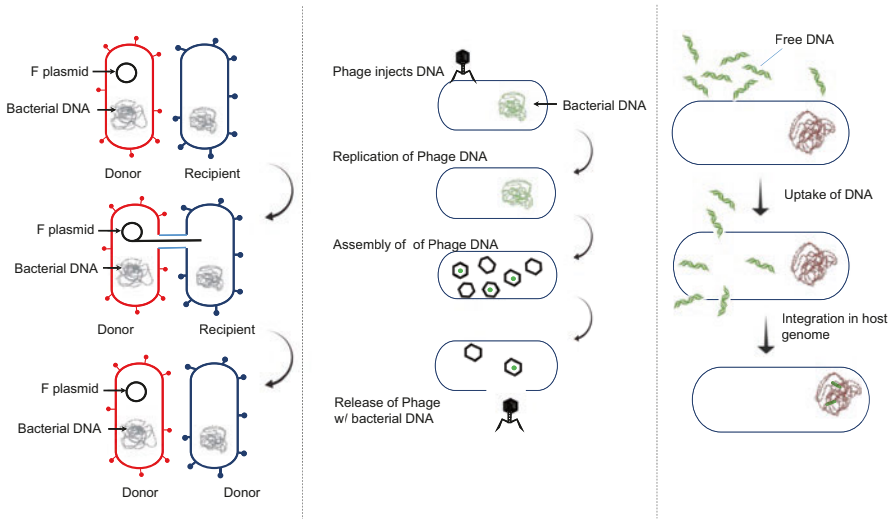 F plasmid
Bacterial DNA
Donor
Recipient
F plasmid
Bacterial DNA
Donor
Recipient
F plasmid
Bacterial DNA
Donor
Donor
Phage injects DNA
Bacterial DNA
Replication of Phage DNA
Assembly of of Phage DNA
Release of Phage
w/ bacterial DNA
Free DNA
Uptake of DNA
Integration in host
genome